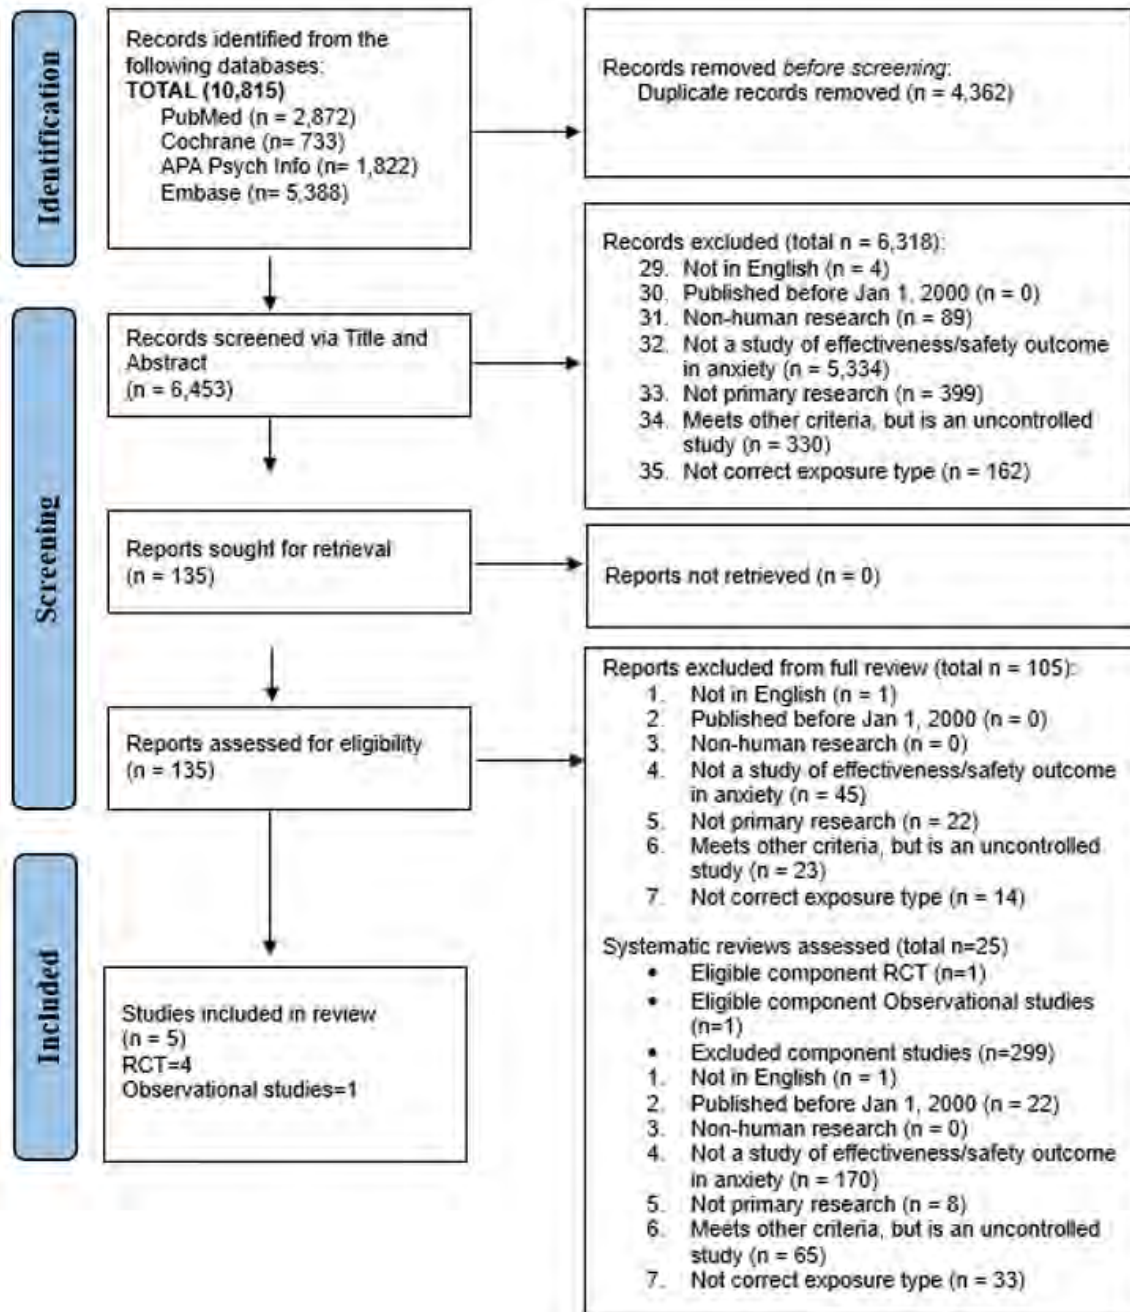 Identification
Records identified from the
following databases:
TOTAL (10,815)
PubMed (n = 2,872)
Cochrane (n= 733)
APA Psych Info (n= 1,822)
Embase (n= 5,388)
Records removed before screening:
Duplicate records removed (n = 4,362)
Screening
Records screened via Title and
Abstract
(n = 6,453)
Records excluded (total n = 6,318):
29. Not in English (n = 4)
30. Published before Jan 1, 2000 (n = 0)
31. Non-human research (n = 89)
32. Not a study of effectiveness/safety outcome
in anxiety (n = 5,334)
33. Not primary research (n = 399)
34. Meets other criteria, but is an uncontrolled
study (n = 330)
35. Not correct exposure type (n = 162)
Reports sought for retrieval
(n = 135)
Reports not retrieved (n = 0)
Reports assessed for eligibility
(n = 135)
Reports excluded from full review (total n = 105):
1. Not in English (n = 1)
2. Published before Jan 1, 2000 (n = 0)
3. Non-human research (n = 0)
4. Not a study of effectiveness/safety outcome
in anxiety (n = 45)
5. Not primary research (n = 22)
6. Meets other criteria, but is an uncontrolled
study (n = 23)
7. Not correct exposure type (n = 14)
Systematic reviews assessed (total n=25)
• Eligible component RCT (n=1)
• Eligible component Observational studies
(n=1)
• Excluded component studies (n=299)
1. Not in English (n = 1)
2. Published before Jan 1, 2000 (n = 22)
3. Non-human research (n = 0)
4. Not a study of effectiveness/safety outcome
in anxiety (n = 170)
5. Not primary research (n = 8)
6. Meets other criteria, but is an uncontrolled
study (n = 65)
7. Not correct exposure type (n = 33)
Included
Studies included in review
(n = 5)
RCT=4
Observational studies=1